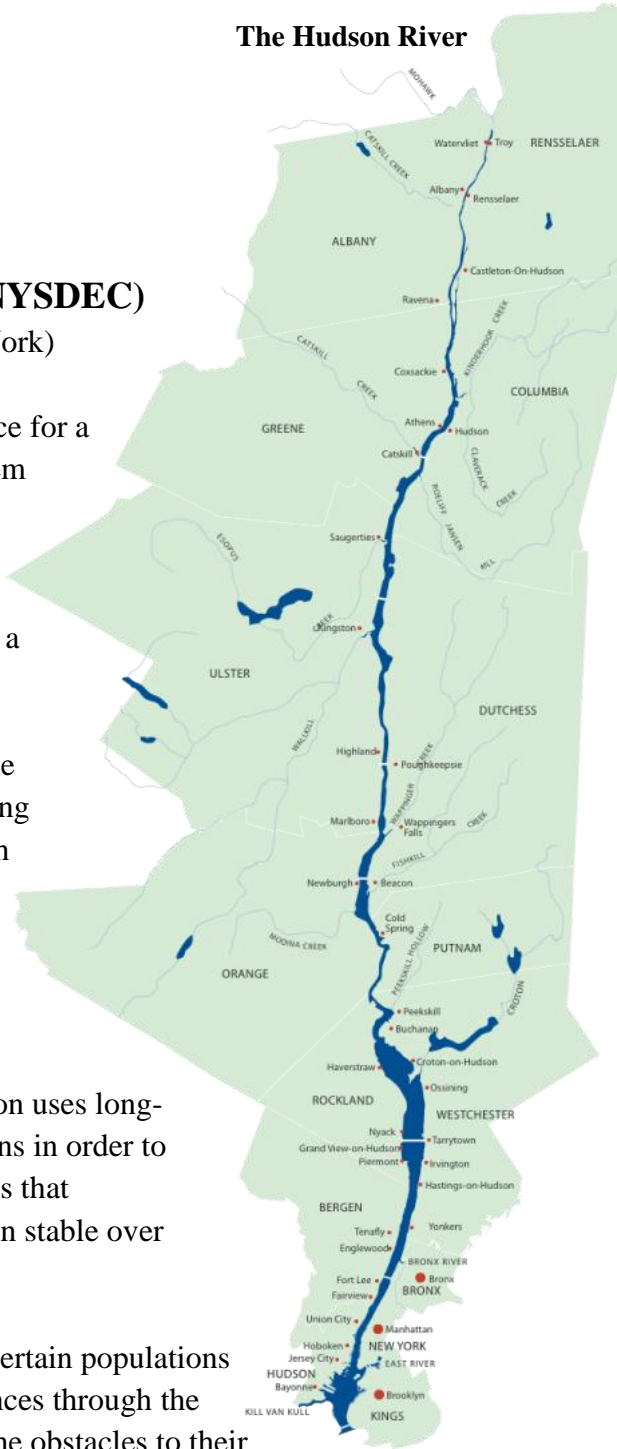 The Hudson River
NYSDEC)
ork)
ce for a
em
a
ng
on uses long-
ns in order to
s that
n stable over
ertain populations
nces through the
ne obstacles to their
MOHAWK
Watervliet
Troy
RENSSELAER
CATSKILL CREEK
Albany
Rensselaer
ALBANY
Castleton-On-Hudson
Ravena
KINDERHOOK CREEK
CATSKILL
CREEK
Coxsackie
COLUMBIA
GREENE
Athens
Hudson
Catskill
CLAVERACK
CREEK
ROELIFF JANSEN
KILL
Saugerties
ESOPUS
CREEK
Kingston
ULSTER
DUTCHESS
WALLKILL
Highland
Poughkeepsie
WAPPINGER CREEK
Marlboro
Wappingers
Falls
FISHKILL
CREEK
Newburgh
Beacon
Cold
Spring
MODINA CREEK
PEEKSKILL HOLLOW
PUTNAM
ORANGE
CROTON
Peekskill
Buchanan
Croton-on-Hudson
Haverstraw
Ossining
ROCKLAND
WESTCHESTER
Nyack
Tarrytown
Grand View-on-Hudson
Piermont
Irvington
Hastings-on-Hudson
BERGEN
Tenafly
Yonkers
Englewood
BRONX RIVER
Fort Lee
Bronx
BRONX
Fairview
Union City
Manhattan
Hoboken
NEW YORK
Jersey City
EAST RIVER
HUDSON
Bayonne
Brooklyn
KILL VAN KULL
KINGS